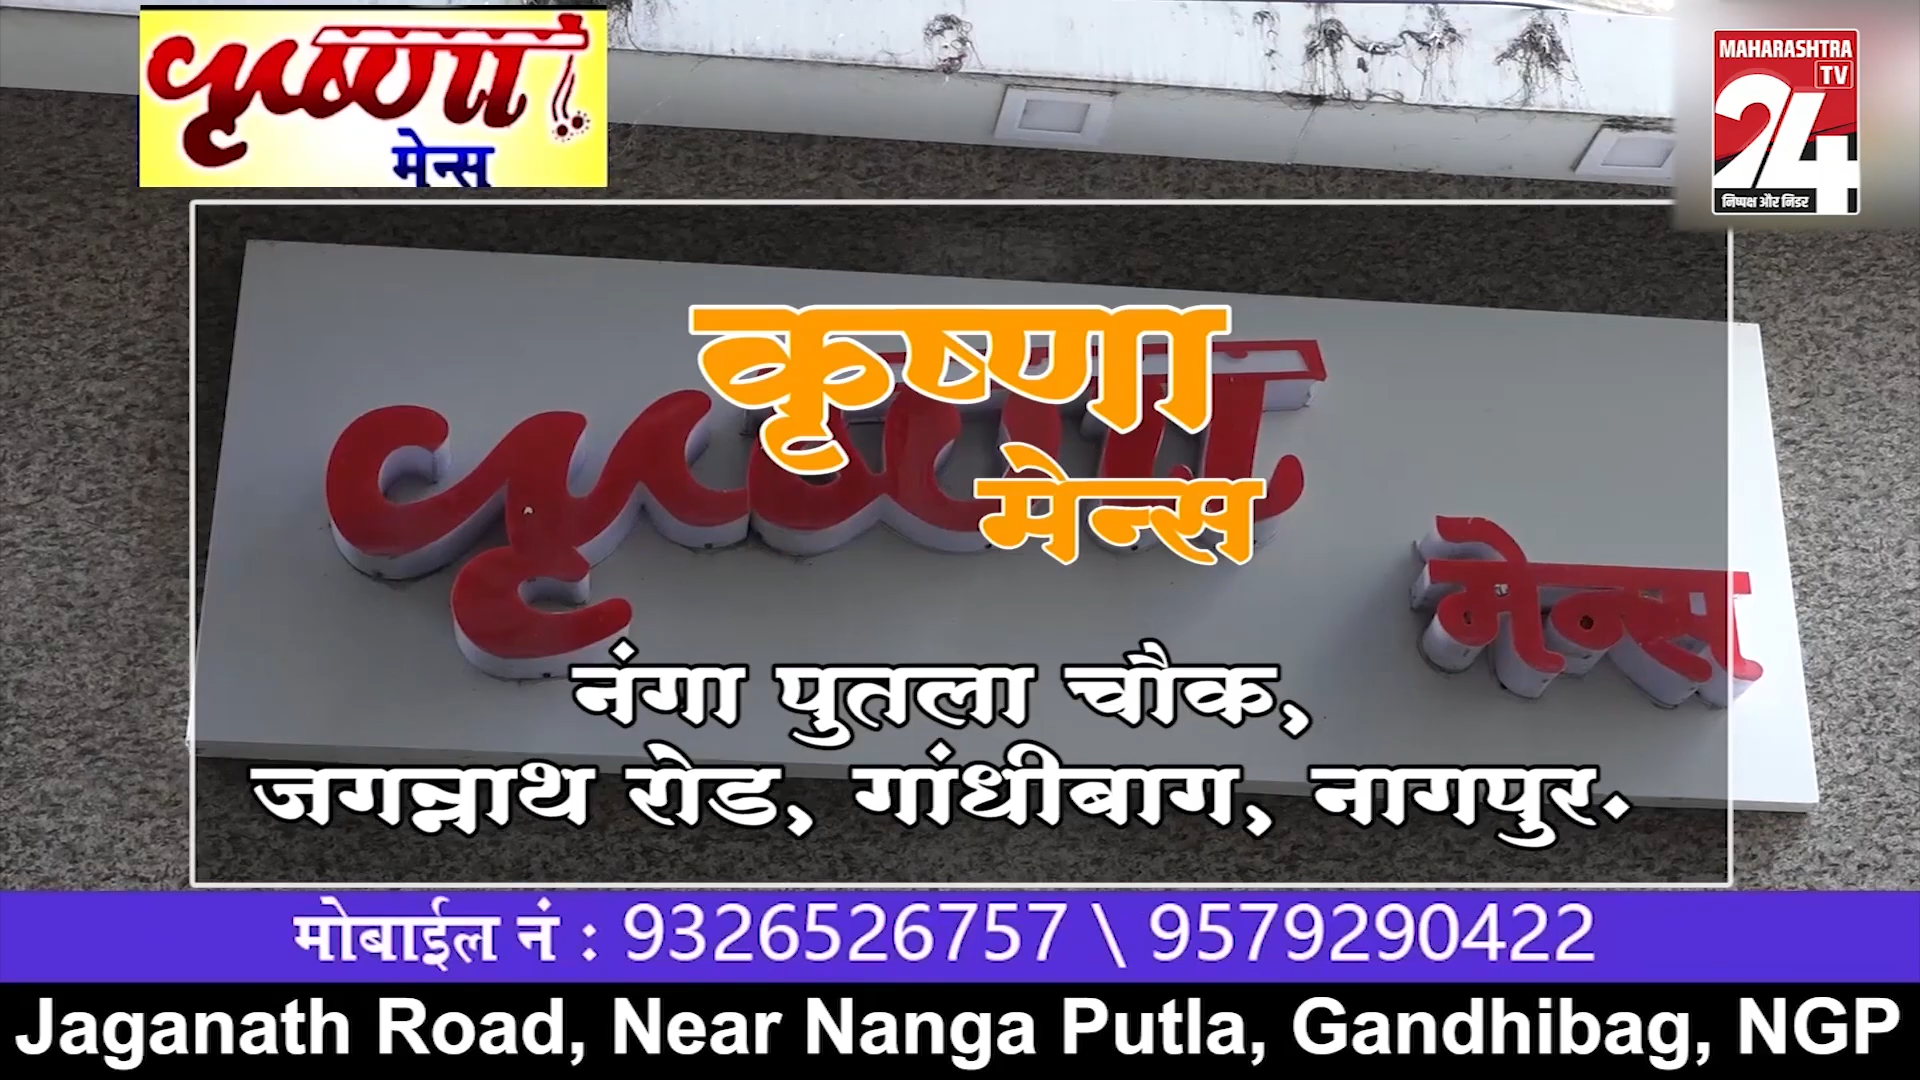 कृष्णा
मेन्स
MAHARASHTRA
TV
24
निष्पक्ष और निडर
कृष्णा
मेन्स
कृष्णा
मेन्स
नंगा पुतला चौक,
जगन्नाथ रोड, गांधीबाग, नागपुर.
मोबाईल नं : 9326526757 \ 9579290422
Jaganath Road, Near Nanga Putla, Gandhibag, NGP